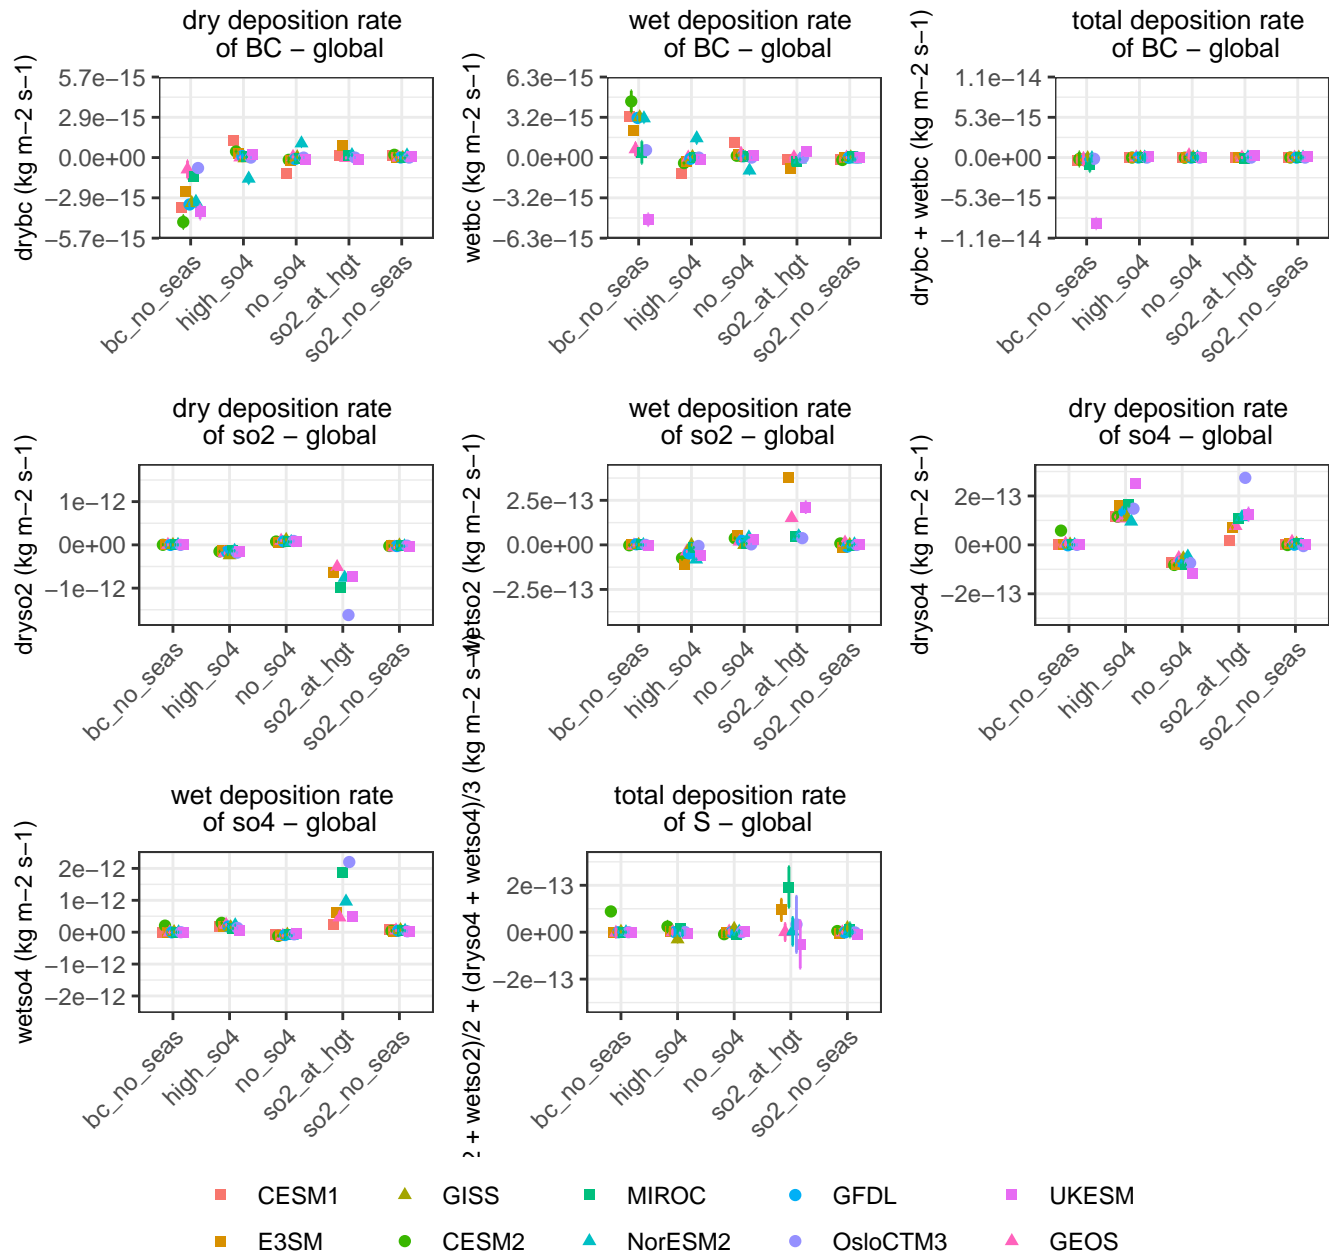 dry deposition rate
of BC − global
drybc (kg m−2 s−1)
5.7e−15
2.9e−15
0.0e+00
−2.9e−15
−5.7e−15
bc_no_seas
high_so4
no_so4
so2_at_hgt
so2_no_seas
wet deposition rate
of BC − global
wetbc (kg m−2 s−1)
6.3e−15
3.2e−15
0.0e+00
−3.2e−15
−6.3e−15
bc_no_seas
high_so4
no_so4
so2_at_hgt
so2_no_seas
total deposition rate
of BC − global
drybc + wetbc (kg m−2 s−1)
1.1e−14
5.3e−15
0.0e+00
−5.3e−15
−1.1e−14
bc_no_seas
high_so4
no_so4
so2_at_hgt
so2_no_seas
dry deposition rate
of so2 − global
dryso2 (kg m−2 s−1)
1e−12
0e+00
−1e−12
bc_no_seas
high_so4
no_so4
so2_at_hgt
so2_no_seas
wet deposition rate
of so2 − global
wetso2 (kg m−2 s−1)
2.5e−13
0.0e+00
−2.5e−13
bc_no_seas
high_so4
no_so4
so2_at_hgt
so2_no_seas
dry deposition rate
of so4 − global
dryso4 (kg m−2 s−1)
2e−13
0e+00
−2e−13
bc_no_seas
high_so4
no_so4
so2_at_hgt
so2_no_seas
wet deposition rate
of so4 − global
wetso4 (kg m−2 s−1)
2e−12
1e−12
0e+00
−1e−12
−2e−12
bc_no_seas
high_so4
no_so4
so2_at_hgt
so2_no_seas
total deposition rate
of S − global
2 + wetso2)/2 + (dryso4 + wetso4)/3 (kg m−2 s−1)
2e−13
0e+00
−2e−13
bc_no_seas
high_so4
no_so4
so2_at_hgt
so2_no_seas
CESM1 GISS MIROC GFDL UKESM
E3SM CESM2 NorESM2 OsloCTM3 GEOS